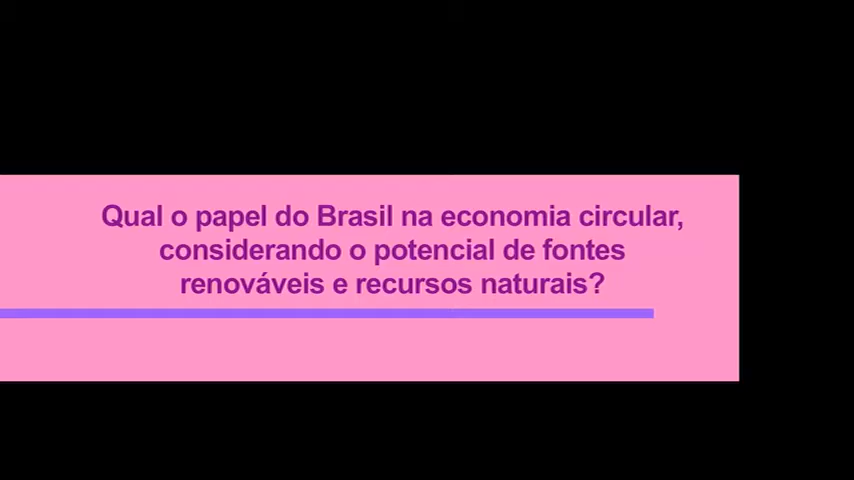 Qual o papel do Brasil na economia circular,
considerando o potencial de fontes
renováveis e recursos naturais?